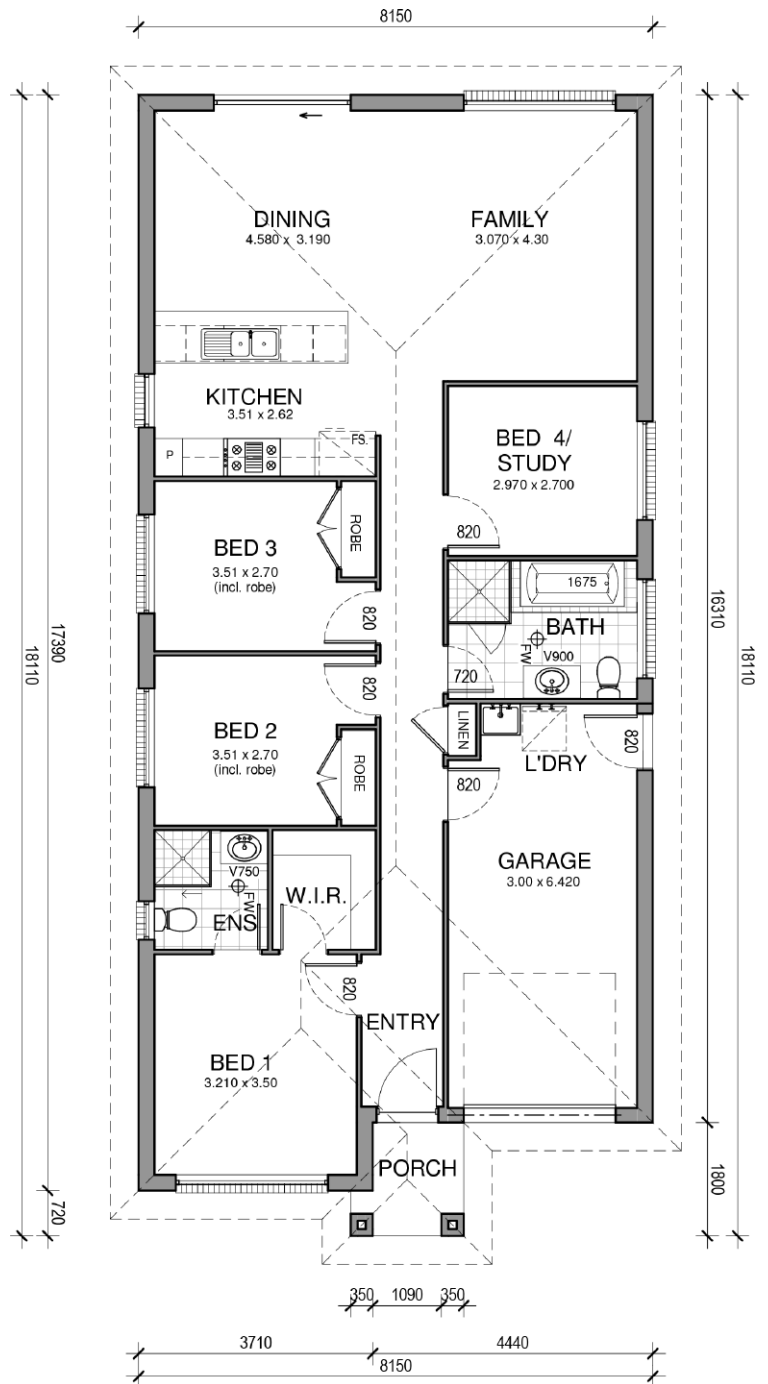 8150
DINING
4.580 x 3.190
FAMILY
3.070 x 4.30
KITCHEN
3.51 x 2.62
P
FS.
BED 4/
STUDY
2.970 x 2.700
820
BED 3
3.51 x 2.70
(incl. robe)
ROBE
820
1675
BATH
FW
V900
720
820
BED 2
3.51 x 2.70
(incl. robe)
ROBE
LINEN
820
L'DRY
820
GARAGE
3.00 x 6.420
V750
FW
ENS
W.I.R.
820
ENTRY
BED 1
3.210 x 3.50
PORCH
18110
17390
720
16310
18110
1800
350
1090
350
3710
4440
8150